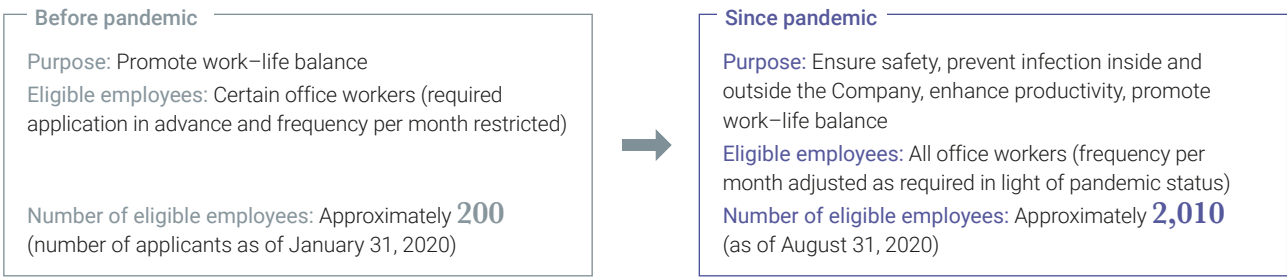 Before pandemic
Purpose: Promote work–life balance
Eligible employees: Certain office workers (required
application in advance and frequency per month restricted)
Number of eligible employees: Approximately 200
(number of applicants as of January 31, 2020)
Since pandemic
Purpose: Ensure safety, prevent infection inside and
outside the Company, enhance productivity, promote
work–life balance
Eligible employees: All office workers (frequency per
month adjusted as required in light of pandemic status)
Number of eligible employees: Approximately 2,010
(as of August 31, 2020)